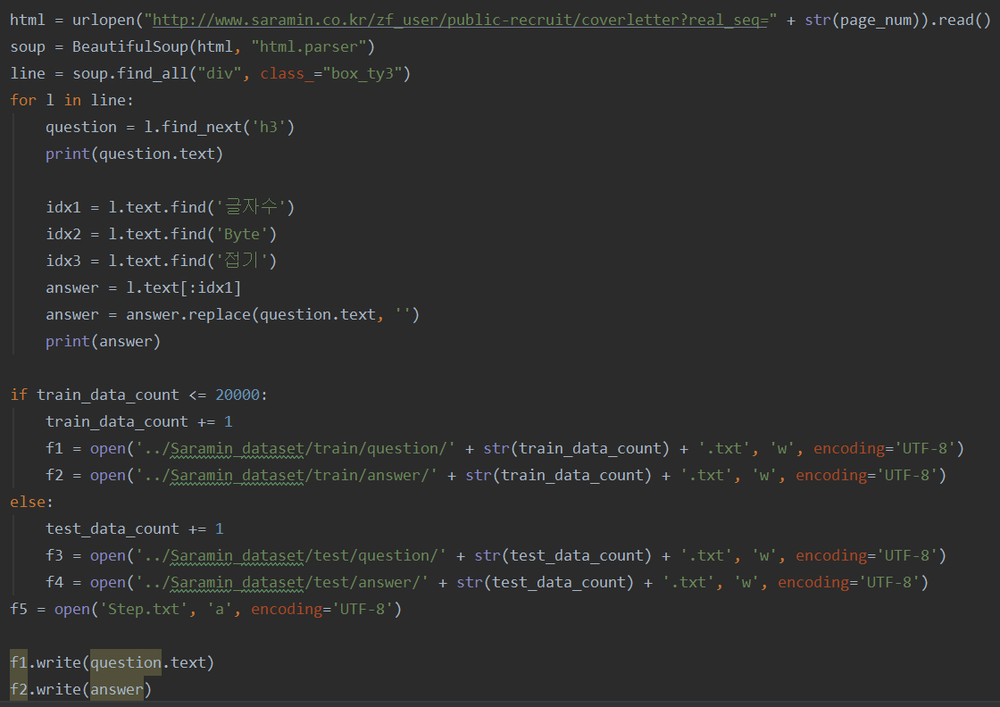 html = urlopen("http://www.saramin.co.kr/zf_user/public-recruit/coverletter?real_seq=" + str(page_num)).read()
soup = BeautifulSoup(html, "html.parser")
line = soup.find_all("div", class_="box_ty3")
for l in line:
    question = l.find_next('h3')
    print(question.text)

    idx1 = l.text.find('글자수')
    idx2 = l.text.find('Byte')
    idx3 = l.text.find('접기')
    answer = l.text[:idx1]
    answer = answer.replace(question.text, '')
    print(answer)

if train_data_count <= 20000:
    train_data_count += 1
    f1 = open('../Saramin_dataset/train/question/' + str(train_data_count) + '.txt', 'w', encoding='UTF-8')
    f2 = open('../Saramin_dataset/train/answer/' + str(train_data_count) + '.txt', 'w', encoding='UTF-8')
else:
    test_data_count += 1
    f3 = open('../Saramin_dataset/test/question/' + str(test_data_count) + '.txt', 'w', encoding='UTF-8')
    f4 = open('../Saramin_dataset/test/answer/' + str(test_data_count) + '.txt', 'w', encoding='UTF-8')
f5 = open('Step.txt', 'a', encoding='UTF-8')

f1.write(question.text)
f2.write(answer)